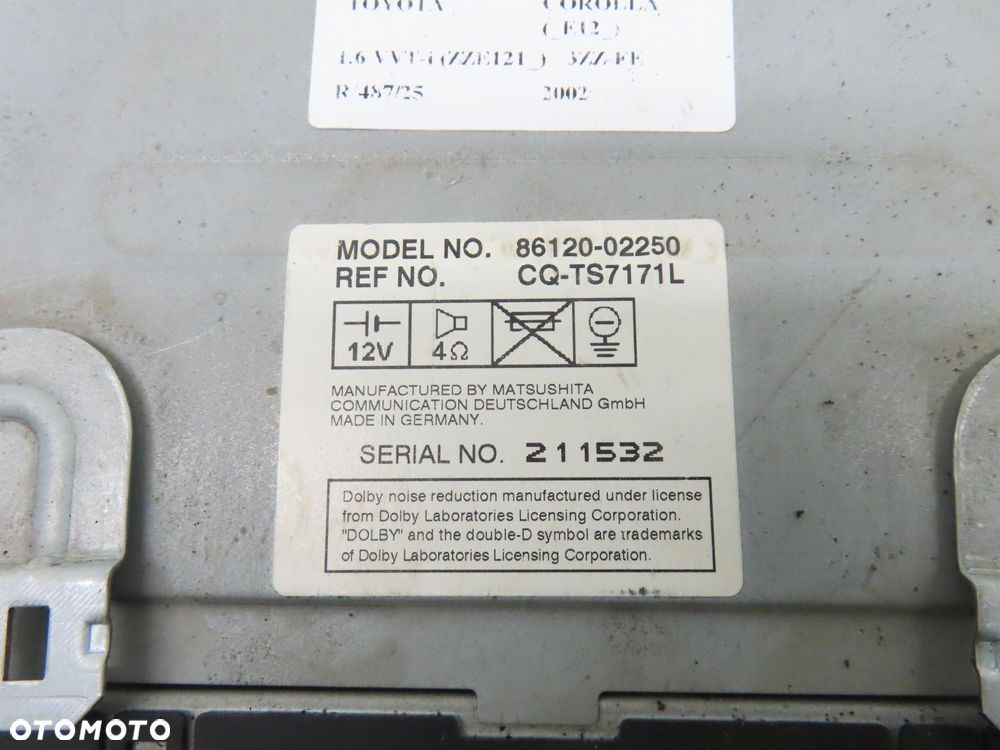 TOYOTA COROLLA
(_E12_)
1.6 VVT-i (ZZE121_) 3ZZ-FE
R/487/25 2002
MODEL NO. 86120-02250
REF NO. CQ-TS7171L
12V 4Ω
MANUFACTURED BY MATSUSHITA
COMMUNICATION DEUTSCHLAND GmbH
MADE IN GERMANY.
SERIAL NO. 211532
Dolby noise reduction manufactured under license
from Dolby Laboratories Licensing Corporation.
"DOLBY" and the double-D symbol are trademarks
of Dolby Laboratories Licensing Corporation.
OTOMOTO